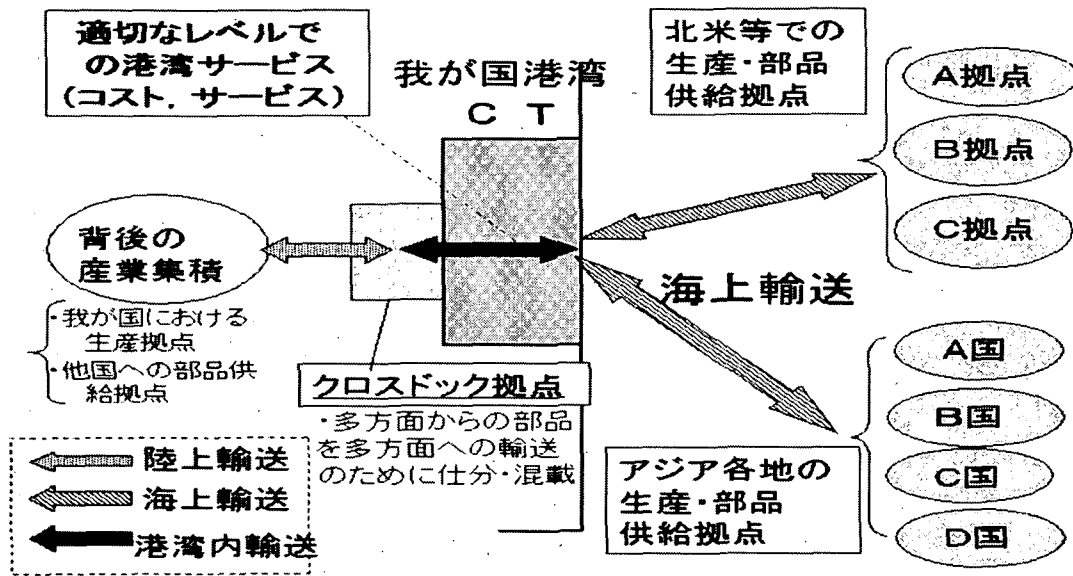 適切なレベルで
の港湾サービス
(コスト, サービス)
我が国港湾
CT
北米等での
生産・部品
供給拠点
A拠点
B拠点
C拠点
背後の
産業集積
・我が国における
生産拠点
・他国への部品供
給拠点
海上輸送
クロスドック拠点
・多方面からの部品
を多方面への輸送
のために仕分・混載
アジア各地の
生産・部品
供給拠点
A国
B国
C国
D国
陸上輸送
海上輸送
港湾内輸送